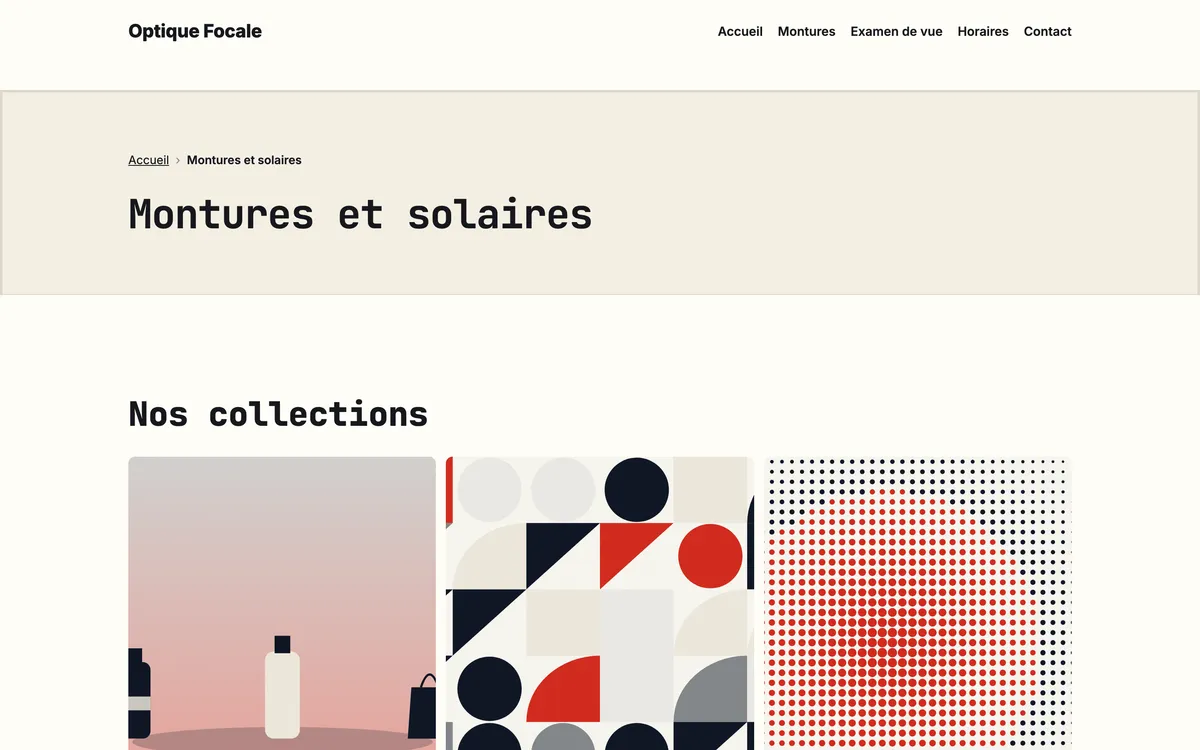 Optique Focale
Accueil Montures Examen de vue Horaires Contact
Accueil › Montures et solaires
Montures et solaires
Nos collections